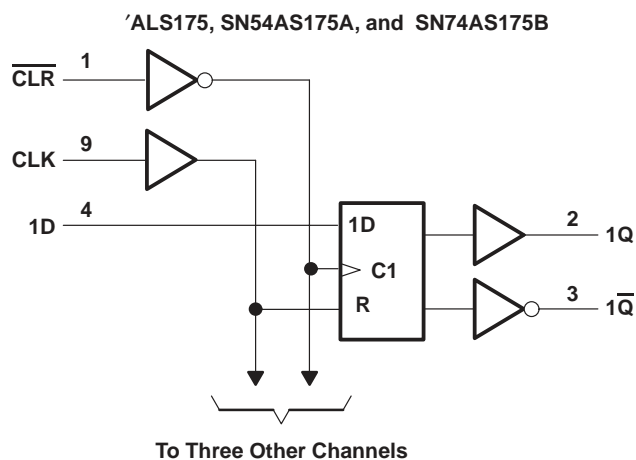 ′ALS175, SN54AS175A, and SN74AS175B
C̅L̅R̅ 1
CLK 9
1D 4
1D
C1
R
2 1Q
3 1Q̅
To Three Other Channels